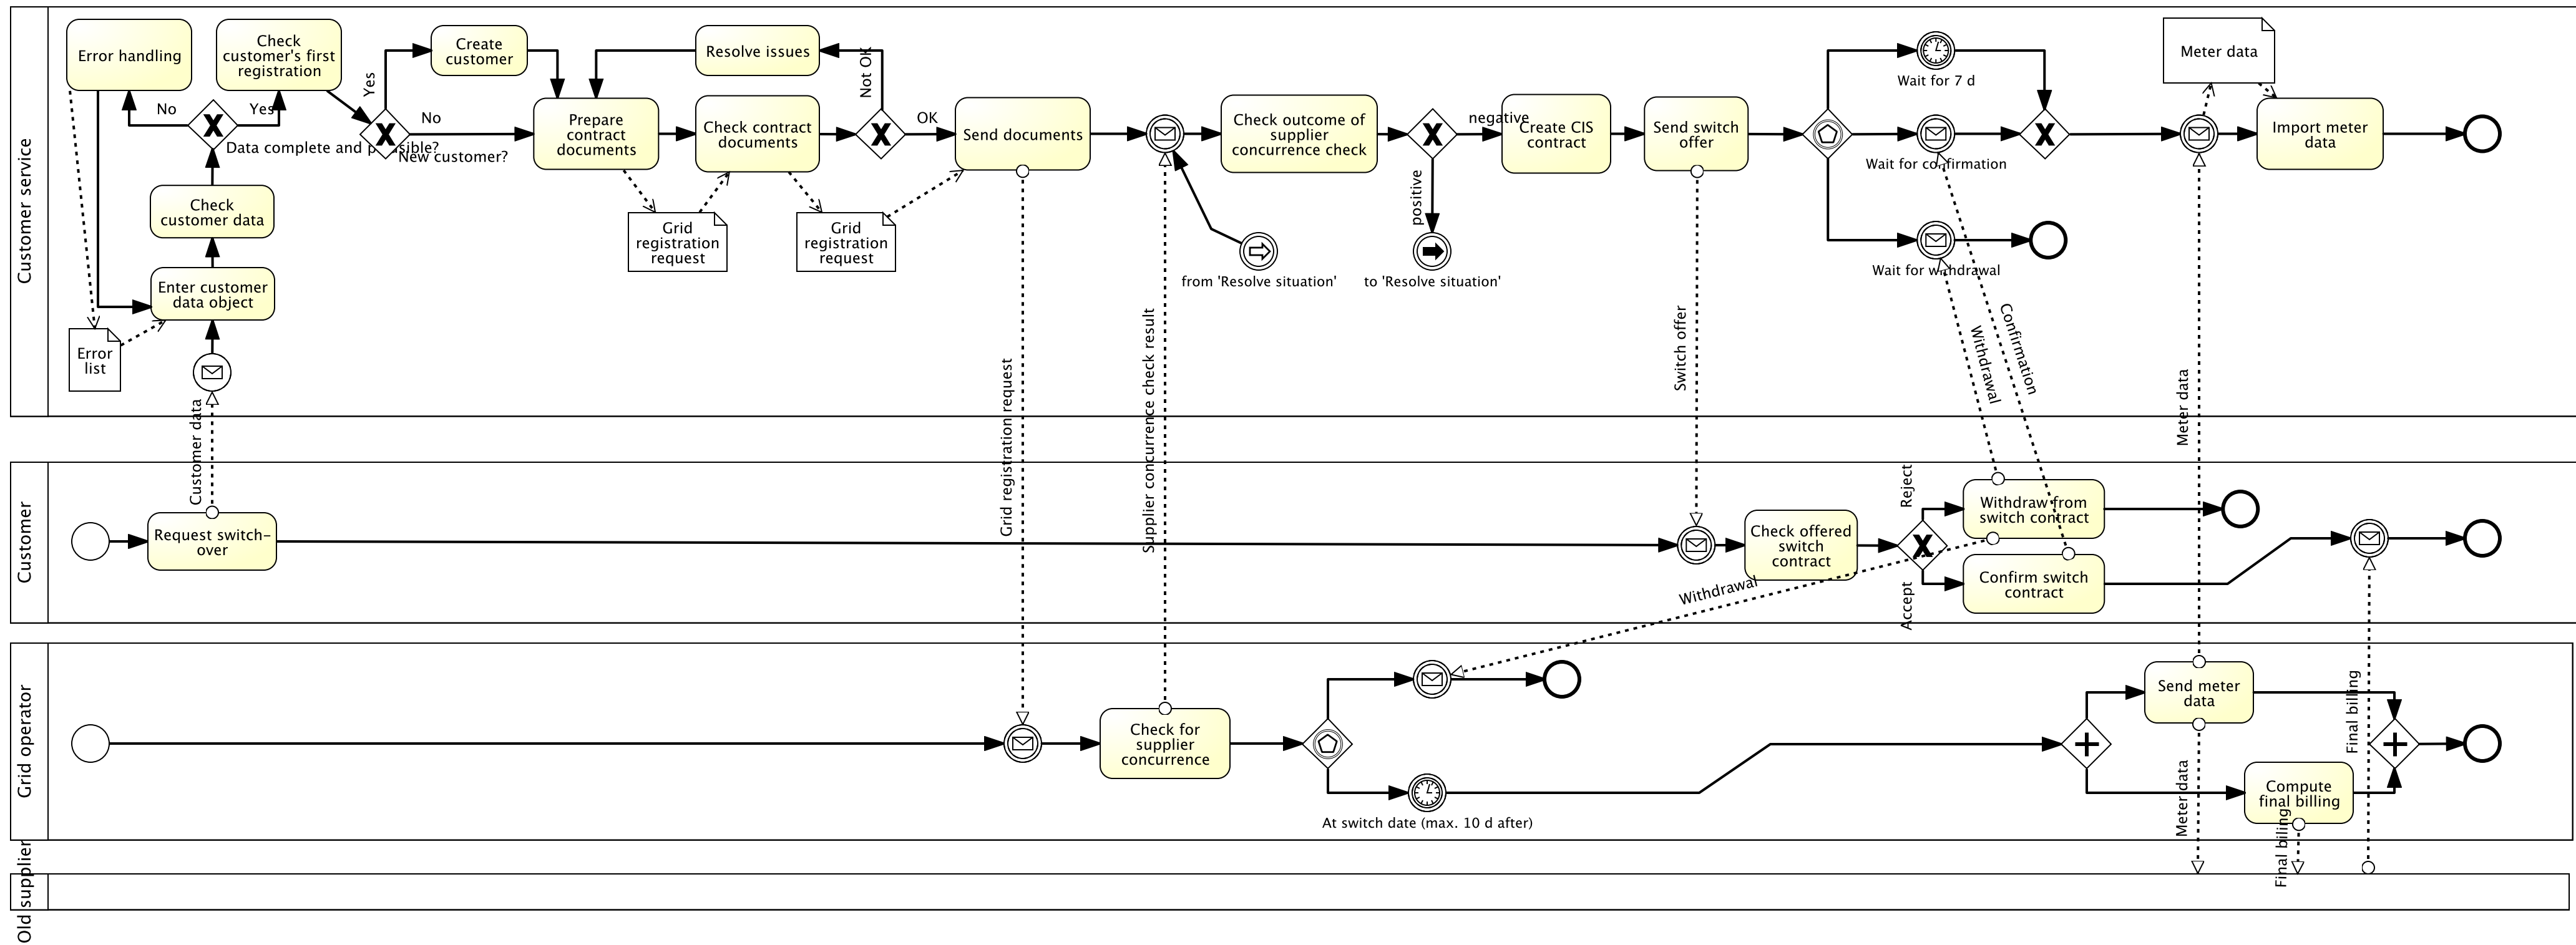 Customer service
Error handling
Check
customer's first
registration
Create
customer
Resolve issues
Not OK
Yes
No
Yes
No
Data complete and plausible?
New customer?
Prepare
contract
documents
Check contract
documents
OK
Send documents
Check outcome of
supplier
concurrence check
negative
Create CIS
contract
Send switch
offer
Wait for 7 d
Wait for confirmation
Wait for withdrawal
Meter data
Import meter
data
Check
customer data
Enter customer
data object
Error
list
Grid
registration
request
Grid
registration
request
positive
from 'Resolve situation'
to 'Resolve situation'
Customer data
Grid registration request
Supplier concurrence check result
Switch offer
Withdrawal
Confirmation
Meter data
Customer
Request switch-
over
Check offered
switch
contract
Reject
Accept
Withdraw from
switch contract
Confirm switch
contract
Withdrawal
Grid operator
Check for
supplier
concurrence
At switch date (max. 10 d after)
Send meter
data
Compute
final billing
Final billing
Meter data
Final billing
Old supplier